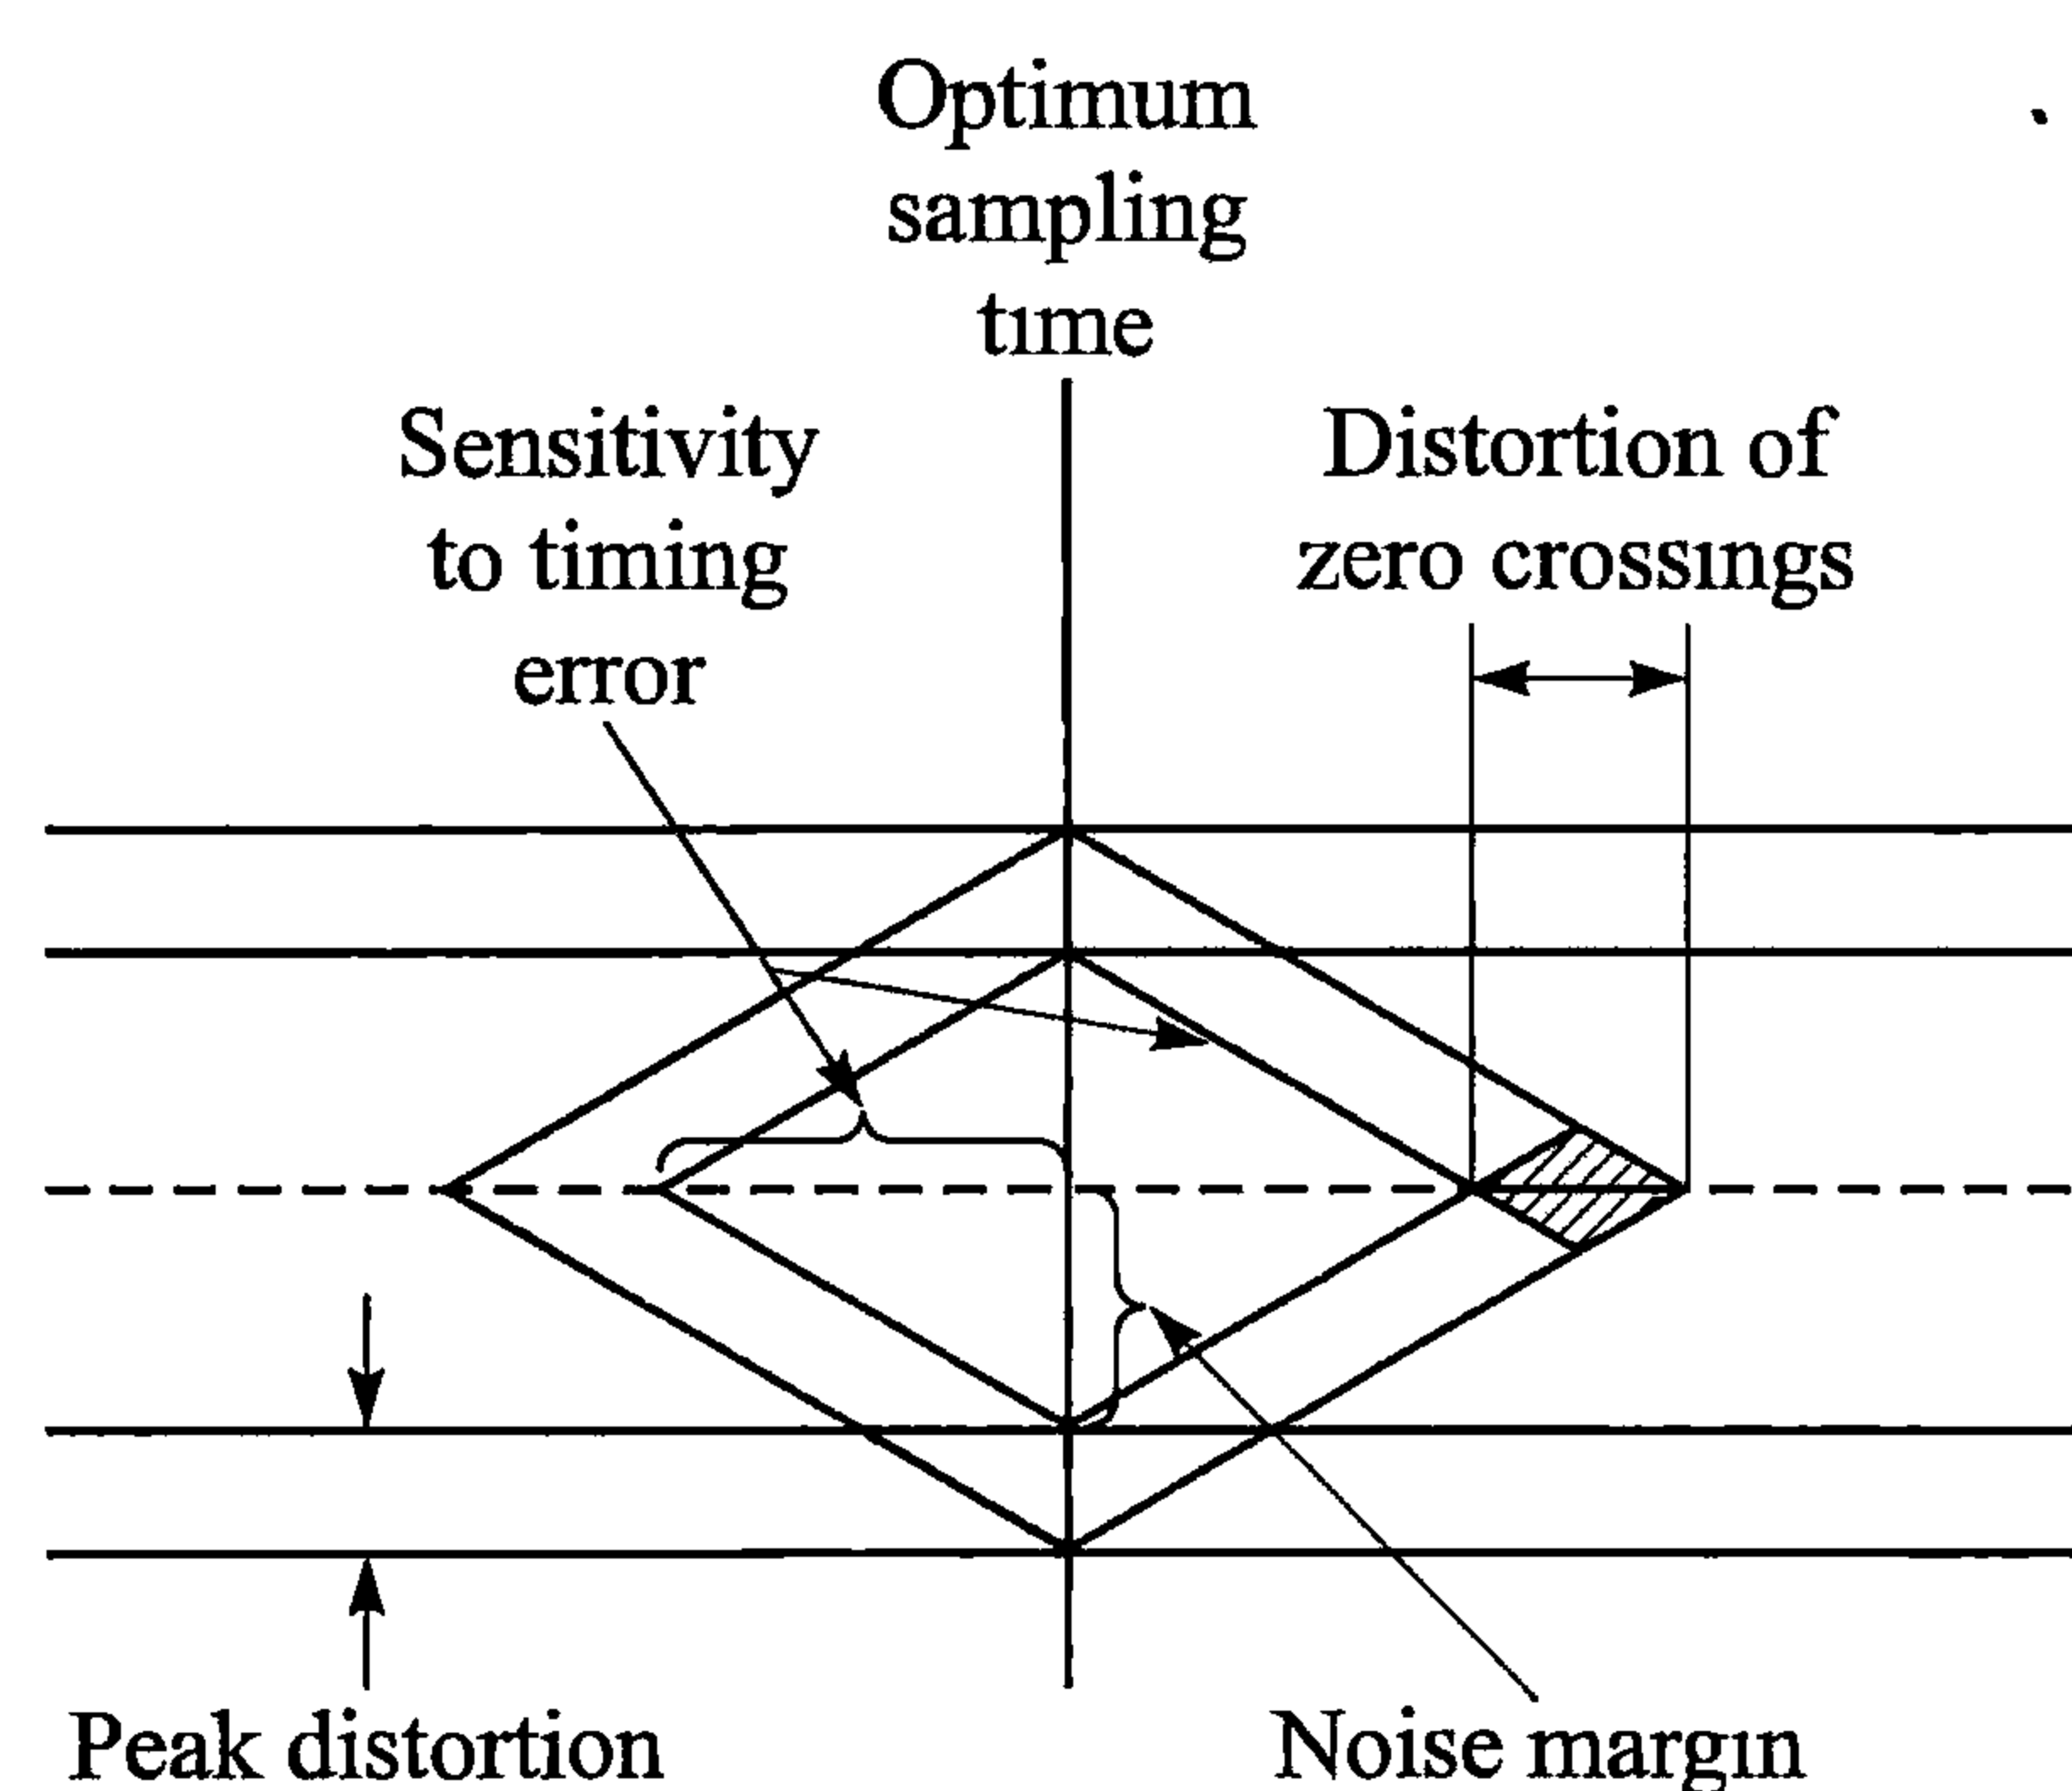 Optimum
sampling
time
Sensitivity
to timing
error
Distortion of
zero crossings
Peak distortion
Noise margin